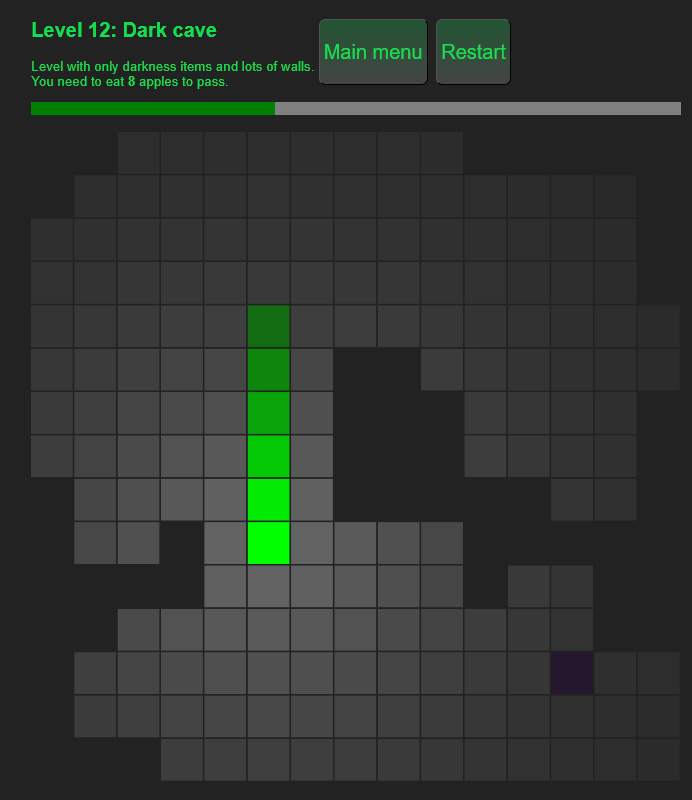 Level 12: Dark cave
Main menu
Restart
Level with only darkness items and lots of walls.
You need to eat 8 apples to pass.